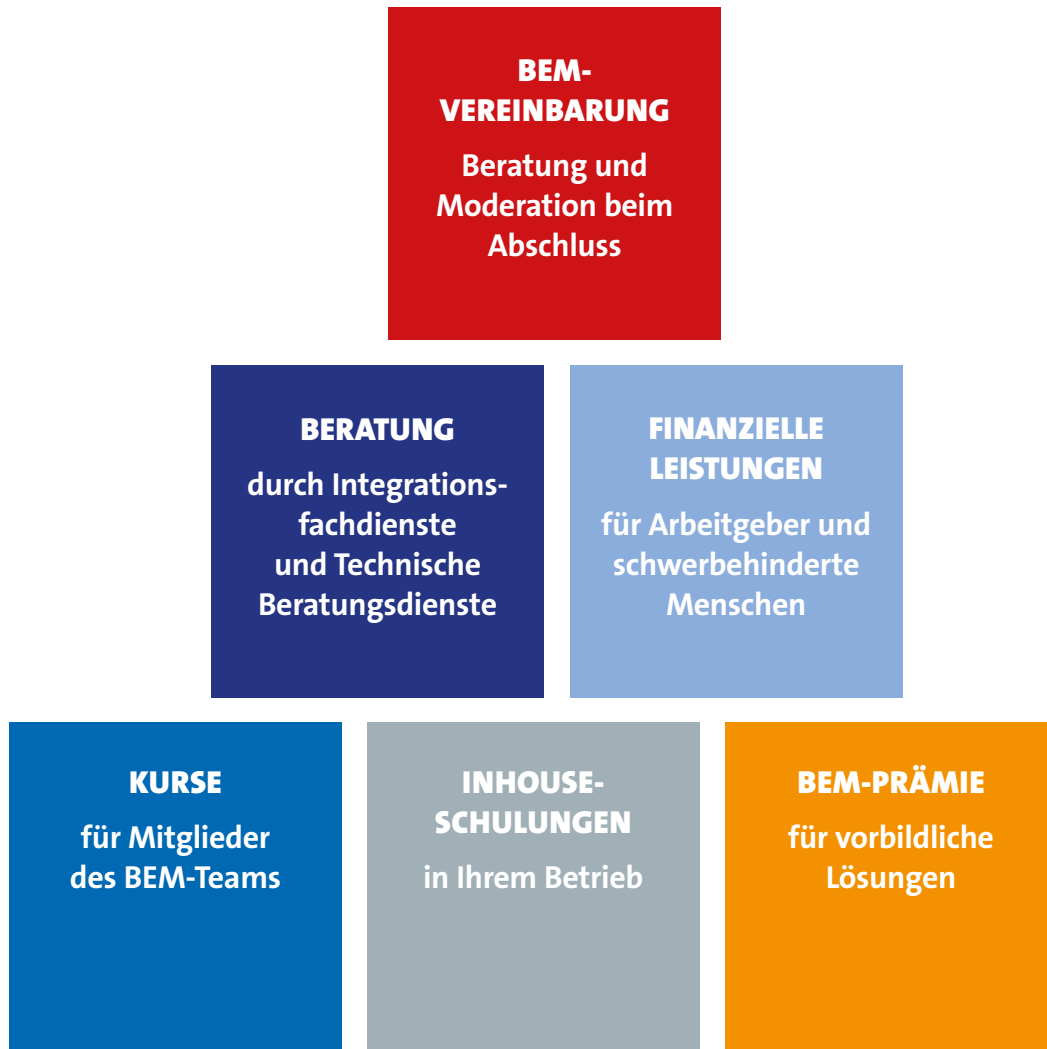 BEM-
VEREINBARUNG
Beratung und
Moderation beim
Abschluss
BERATUNG
durch Integrations-
fachdienste
und Technische
Beratungsdienste
FINANZIELLE
LEISTUNGEN
für Arbeitgeber und
schwerbehinderte
Menschen
KURSE
für Mitglieder
des BEM-Teams
INHOUSE-
SCHULUNGEN
in Ihrem Betrieb
BEM-PRÄMIE
für vorbildliche
Lösungen